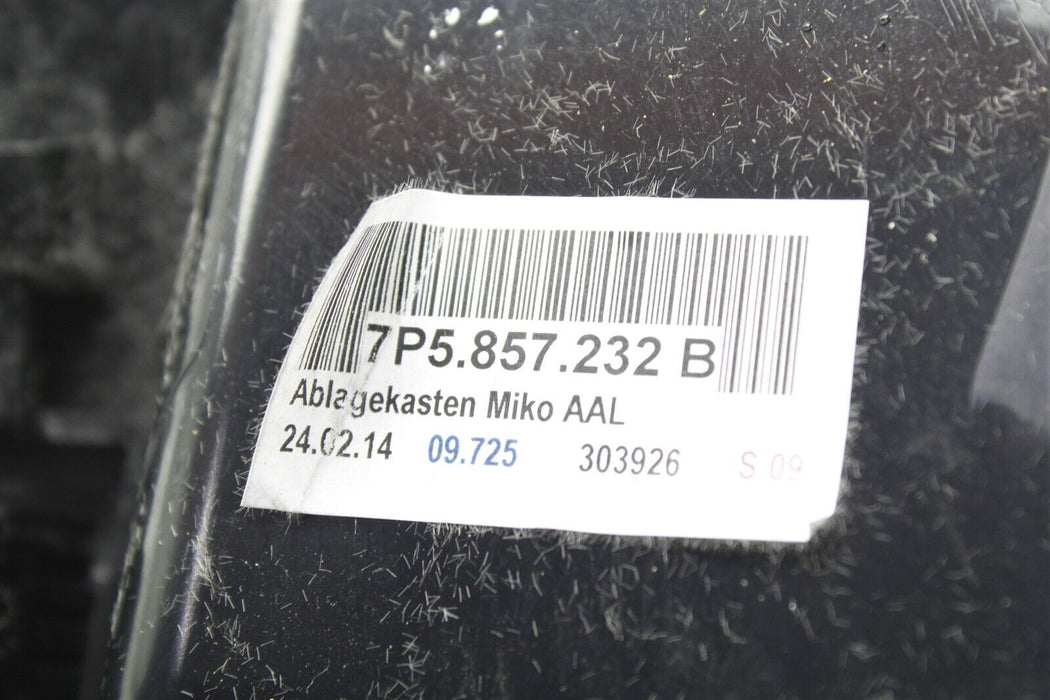 7P5.857.232 B
Ablagekasten Miko AAL
24.02.14 09.725 303926 S 09